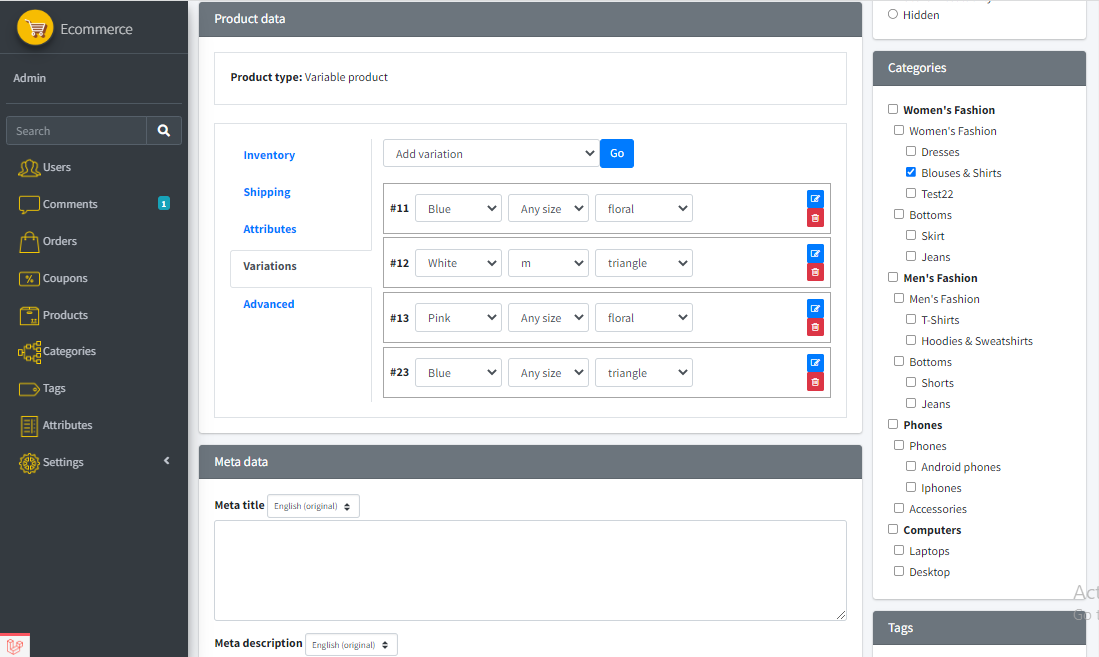 Ecommerce
Admin
Search
Users
Comments 1
Orders
Coupons
Products
Categories
Tags
Attributes
Settings
Product data
Product type: Variable product
Inventory
Shipping
Attributes
Variations
Advanced
Add variation Go
#11 Blue Any size floral
#12 White m triangle
#13 Pink Any size floral
#23 Blue Any size triangle
Meta data
Meta title English (original)
Meta description English (original)
Hidden
Categories
Women's Fashion
Women's Fashion
Dresses
Blouses & Shirts
Test22
Bottoms
Skirt
Jeans
Men's Fashion
Men's Fashion
T-Shirts
Hoodies & Sweatshirts
Bottoms
Shorts
Jeans
Phones
Phones
Android phones
Iphones
Accessories
Computers
Laptops
Desktop
Tags
Act
Go t